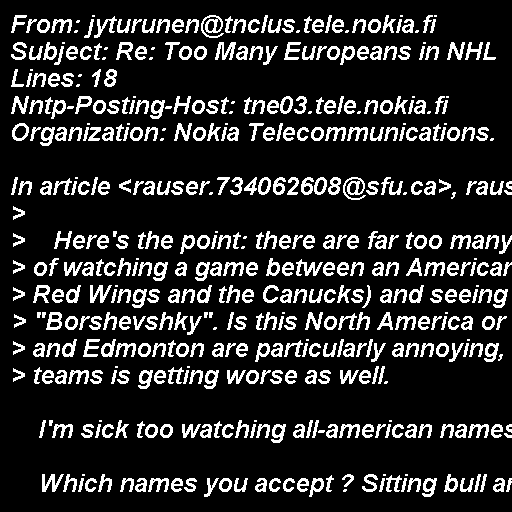 From: jyturunen@tnclus.tele.nokia.fi
Subject: Re: Too Many Europeans in NHL
Lines: 18
Nntp-Posting-Host: tne03.tele.nokia.fi
Organization: Nokia Telecommunications.
In article <rauser.734062608@sfu.ca>, raus
>
> Here's the point: there are far too many
> of watching a game between an American
> Red Wings and the Canucks) and seeing
> "Borshevshky". Is this North America or
> and Edmonton are particularly annoying,
> teams is getting worse as well.
I'm sick too watching all-american names
Which names you accept ? Sitting bull an